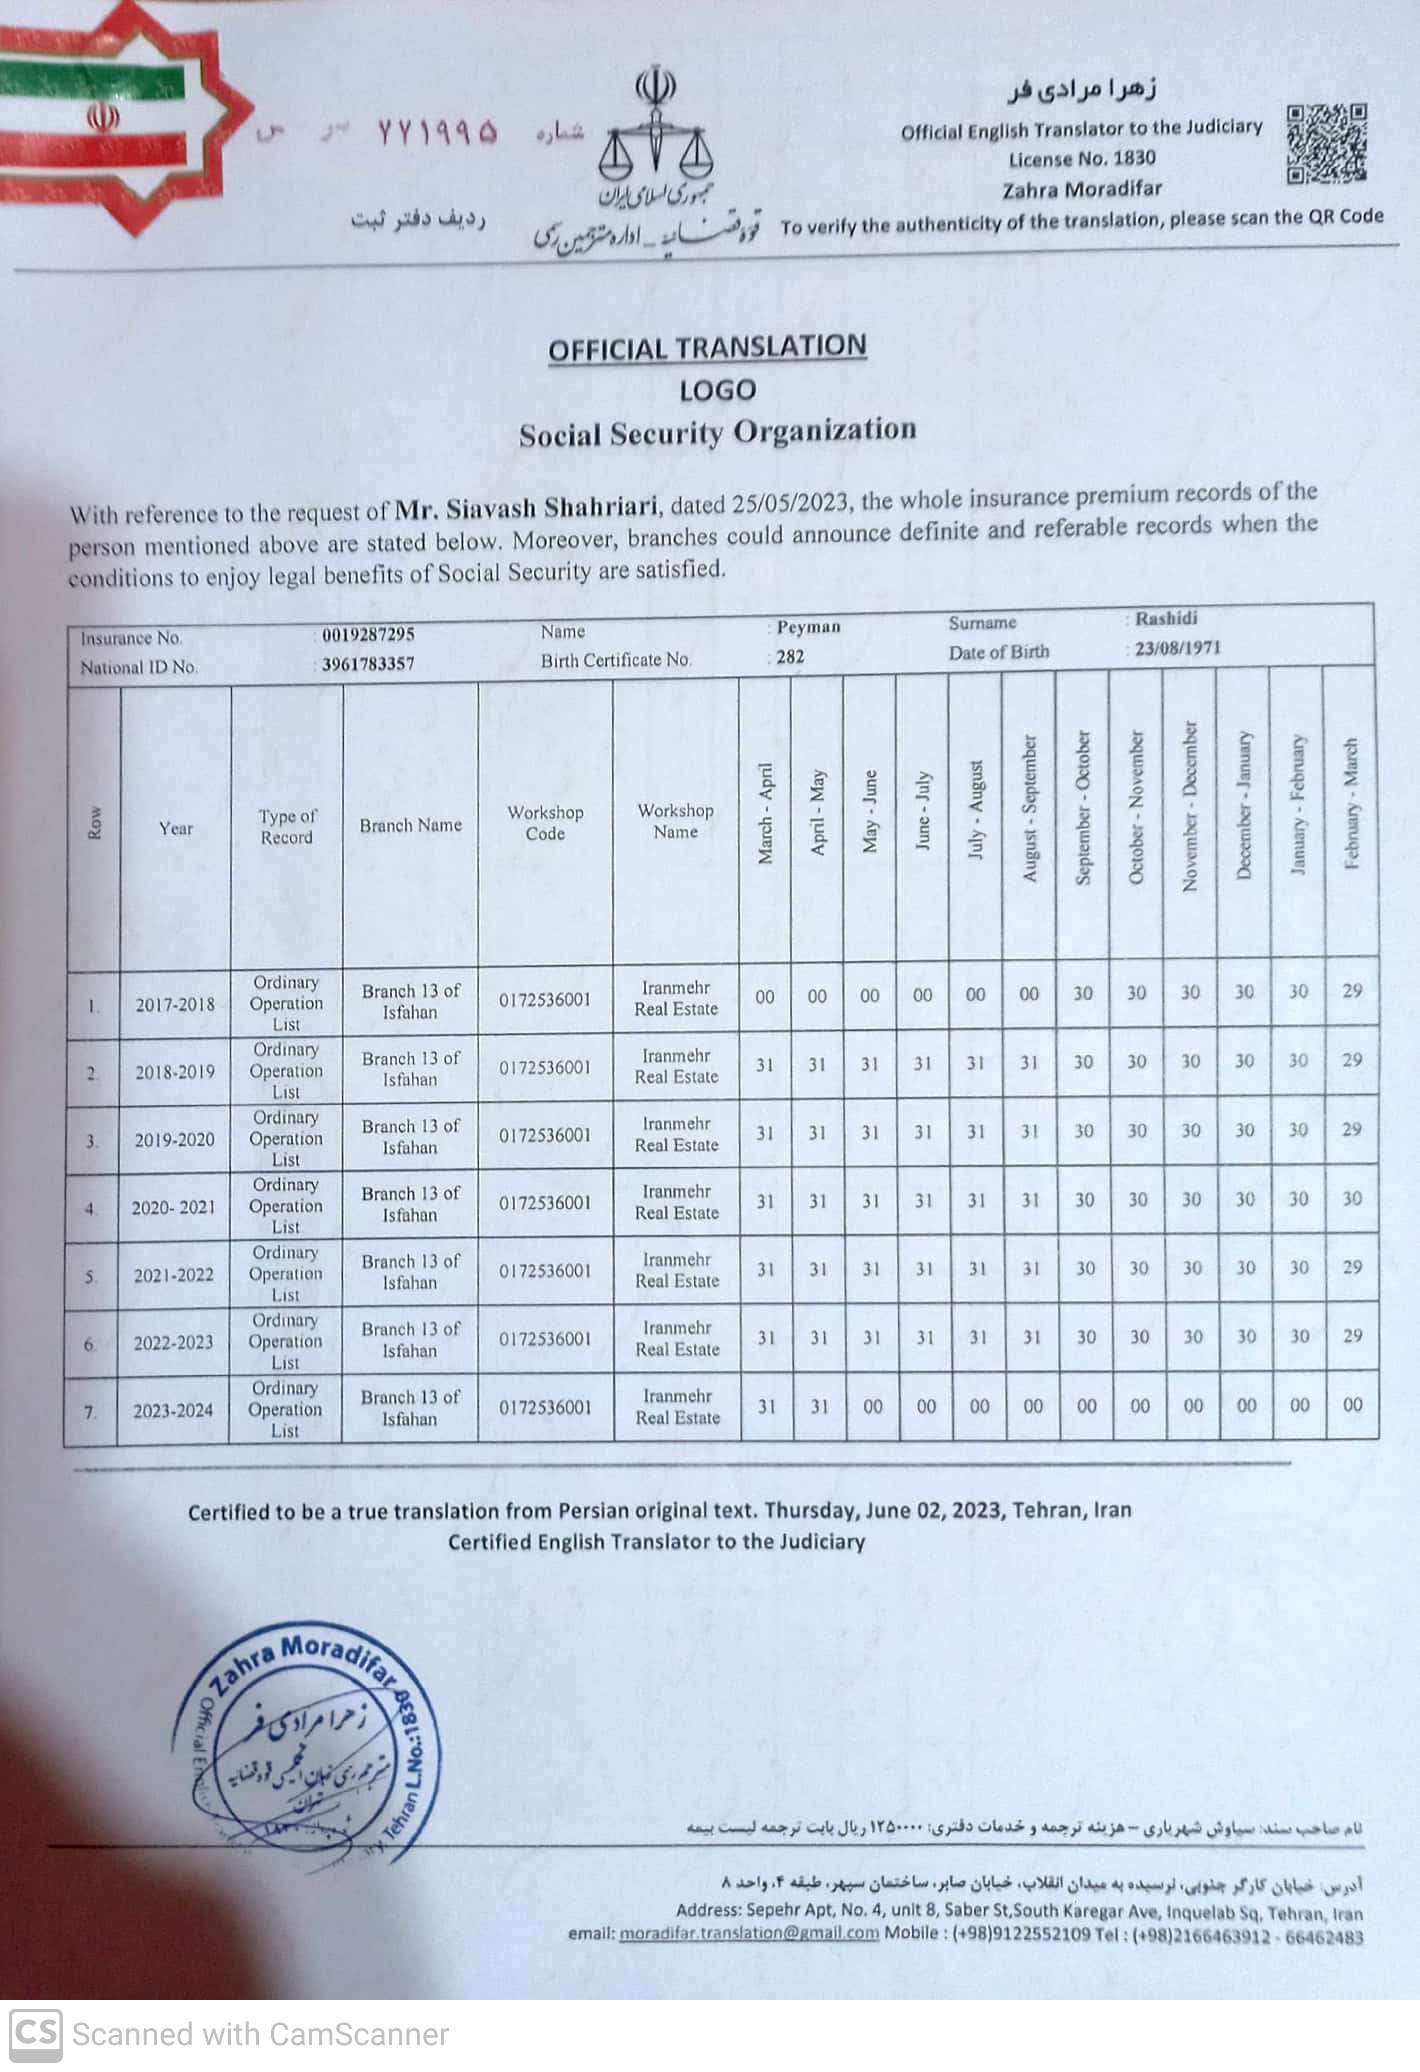 شماره ۷۷۱۹۹۵
ردیف دفتر ثبت
جمهوری اسلامی ایران
قوه قضائیه - اداره مترجمین رسمی
زهرا مرادی فر
Official English Translator to the Judiciary
License No. 1830
Zahra Moradifar
To verify the authenticity of the translation, please scan the QR Code
OFFICIAL TRANSLATION
LOGO
Social Security Organization
With reference to the request of Mr. Siavash Shahriari, dated 25/05/2023, the whole insurance premium records of the
person mentioned above are stated below. Moreover, branches could announce definite and referable records when the
conditions to enjoy legal benefits of Social Security are satisfied.
Insurance No. : 0019287295 Name : Peyman Surname : Rashidi
National ID No. : 3961783357 Birth Certificate No. : 282 Date of Birth : 23/08/1971
Row Year Type of Record Branch Name Workshop Code Workshop Name March - April April - May May - June June - July July - August August - September September - October October - November November - December December - January January - February February - March
1. 2017-2018 Ordinary Operation List Branch 13 of Isfahan 0172536001 Iranmehr Real Estate 00 00 00 00 00 00 30 30 30 30 30 29
2. 2018-2019 Ordinary Operation List Branch 13 of Isfahan 0172536001 Iranmehr Real Estate 31 31 31 31 31 31 30 30 30 30 30 29
3. 2019-2020 Ordinary Operation List Branch 13 of Isfahan 0172536001 Iranmehr Real Estate 31 31 31 31 31 31 30 30 30 30 30 29
4. 2020- 2021 Ordinary Operation List Branch 13 of Isfahan 0172536001 Iranmehr Real Estate 31 31 31 31 31 31 30 30 30 30 30 30
5. 2021-2022 Ordinary Operation List Branch 13 of Isfahan 0172536001 Iranmehr Real Estate 31 31 31 31 31 31 30 30 30 30 30 29
6. 2022-2023 Ordinary Operation List Branch 13 of Isfahan 0172536001 Iranmehr Real Estate 31 31 31 31 31 31 30 30 30 30 30 29
7. 2023-2024 Ordinary Operation List Branch 13 of Isfahan 0172536001 Iranmehr Real Estate 31 31 00 00 00 00 00 00 00 00 00 00
Certified to be a true translation from Persian original text. Thursday, June 02, 2023, Tehran, Iran
Certified English Translator to the Judiciary
Zahra Moradifar
Tehran L.No.:1830
زهرا مرادی فر
مترجم رسمی زبان انگلیسی قوه قضائیه
تهران
نام صاحب سند: سیاوش شهریاری – هزینه ترجمه و خدمات دفتری: ۱۲۵۰۰۰۰ ریال بابت ترجمه لیست بیمه
آدرس: خیابان کارگر جنوبی، نرسیده به میدان انقلاب، خیابان صابر، ساختمان سپهر، طبقه ۴، واحد ۸
Address: Sepehr Apt, No. 4, unit 8, Saber St,South Karegar Ave, Inquelab Sq, Tehran, Iran
email: moradifar.translation@gmail.com Mobile : (+98)9122552109 Tel : (+98)2166463912 - 66462483
CS Scanned with CamScanner